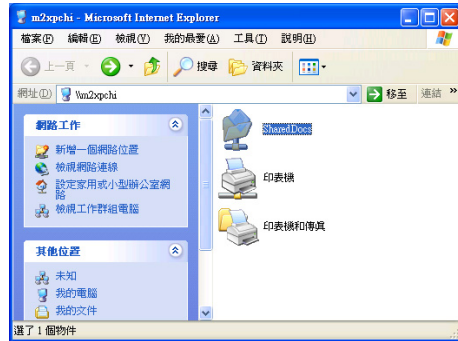 m2xpchi - Microsoft Internet Explorer
檔案(F) 編輯(E) 檢視(V) 我的最愛(A) 工具(T) 說明(H)
上一頁 搜尋 資料夾
網址(D) \\m2xpchi 移至 連結 »
網路工作
新增一個網路位置
檢視網路連線
設定家用或小型辦公室網路
檢視工作群組電腦
其他位置
未知
我的電腦
我的文件
SharedDocs
印表機
印表機和傳真
選了 1 個物件